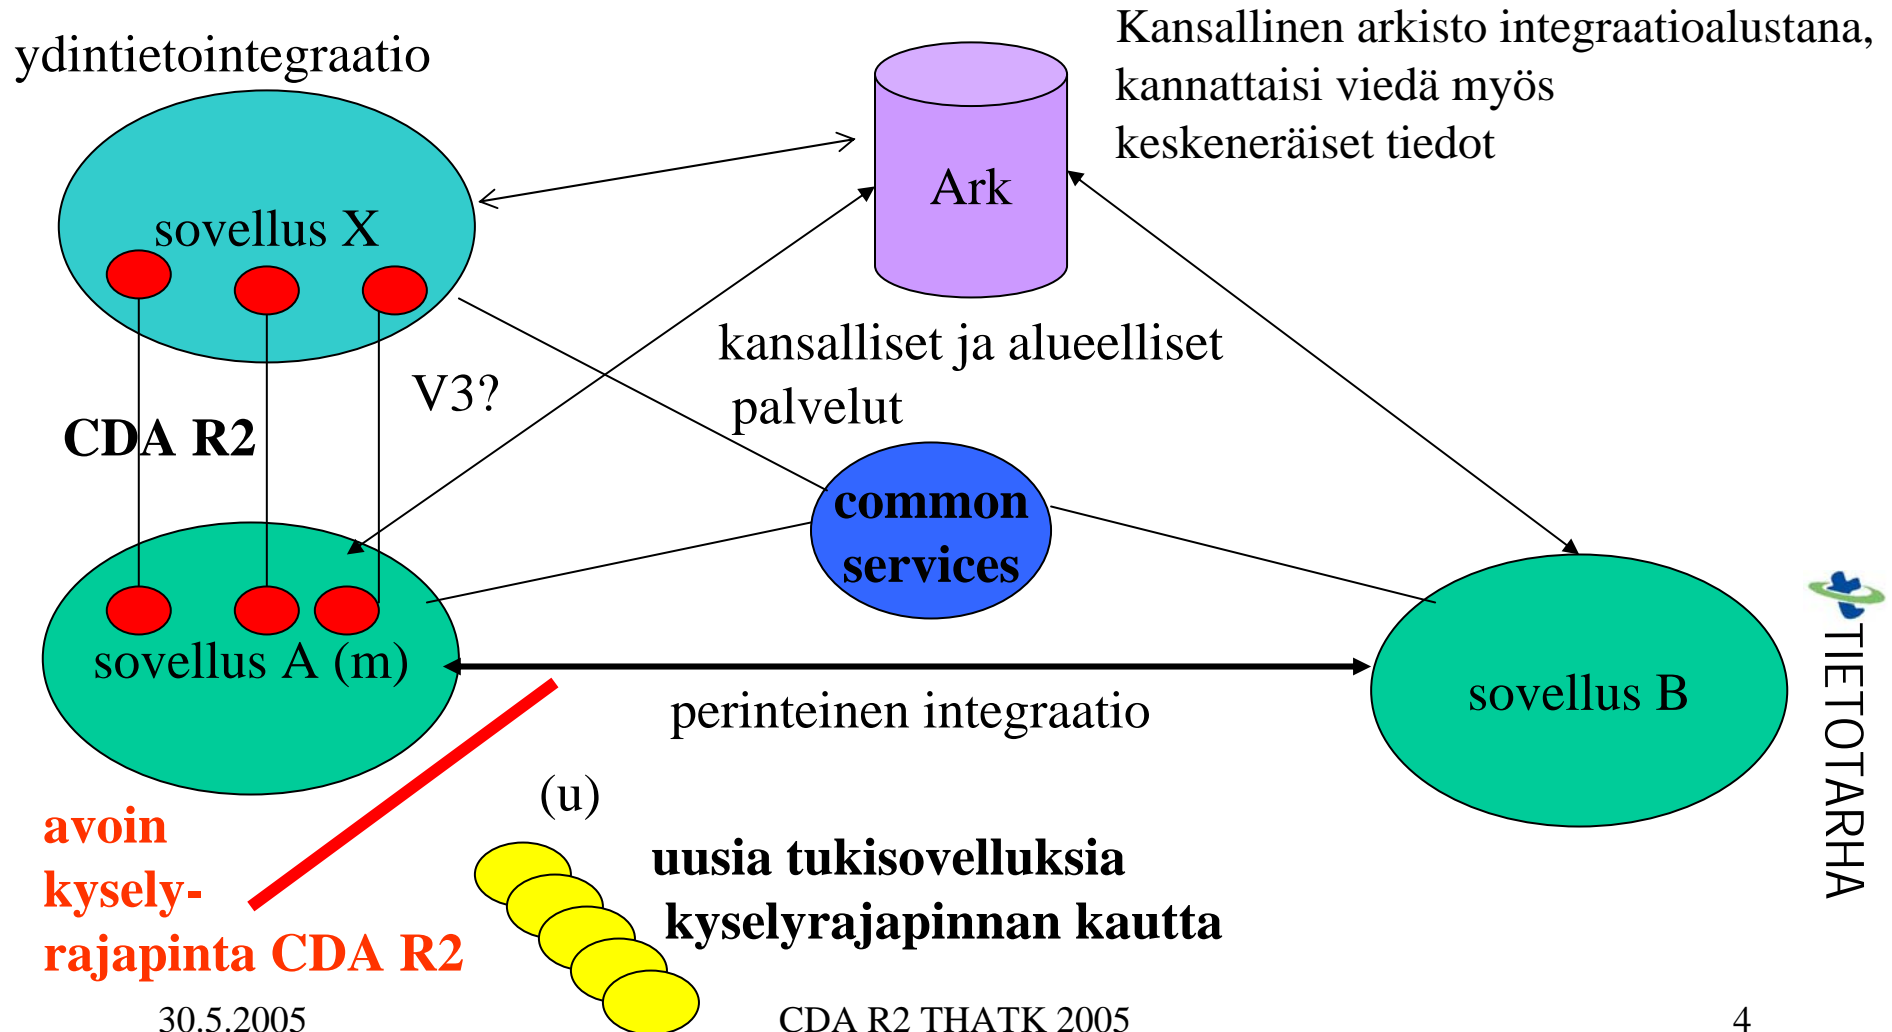 ydintietointegraatio
Kansallinen arkisto integraatioalustana,
kannattaisi viedä myös
keskeneräiset tiedot
Ark
sovellus X
kansalliset ja alueelliset
palvelut
V3?
CDA R2
common
services
sovellus A (m)
perinteinen integraatio
sovellus B
TIETOTARHA
(u)
avoin
kysely-
rajapinta CDA R2
uusia tukisovelluksia
kyselyrajapinnan kautta
30.5.2005
CDA R2 THATK 2005
4